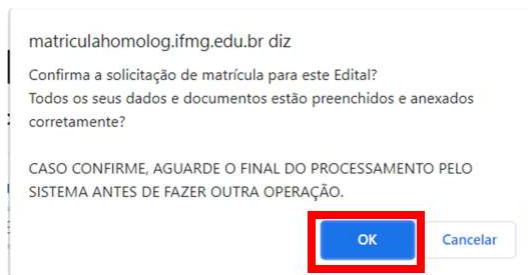 matriculahomolog.ifmg.edu.br diz
Confirma a solicitação de matrícula para este Edital?
Todos os seus dados e documentos estão preenchidos e anexados
corretamente?
CASO CONFIRME, AGUARDE O FINAL DO PROCESSAMENTO PELO
SISTEMA ANTES DE FAZER OUTRA OPERAÇÃO.
OK Cancelar